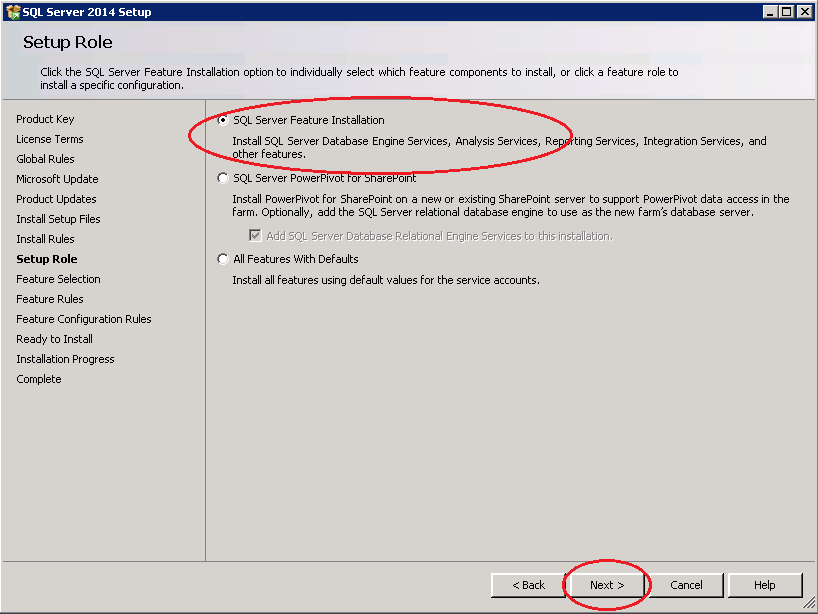 SQL Server 2014 Setup
Setup Role
Click the SQL Server Feature Installation option to individually select which feature components to install, or click a feature role to
install a specific configuration.
Product Key
License Terms
Global Rules
Microsoft Update
Product Updates
Install Setup Files
Install Rules
Setup Role
Feature Selection
Feature Rules
Feature Configuration Rules
Ready to Install
Installation Progress
Complete
SQL Server Feature Installation
Install SQL Server Database Engine Services, Analysis Services, Reporting Services, Integration Services, and
other features.
SQL Server PowerPivot for SharePoint
Install PowerPivot for SharePoint on a new or existing SharePoint server to support PowerPivot data access in the
farm. Optionally, add the SQL Server relational database engine to use as the new farm's database server.
Add SQL Server Database Relational Engine Services to this installation.
All Features With Defaults
Install all features using default values for the service accounts.
< Back
Next >
Cancel
Help